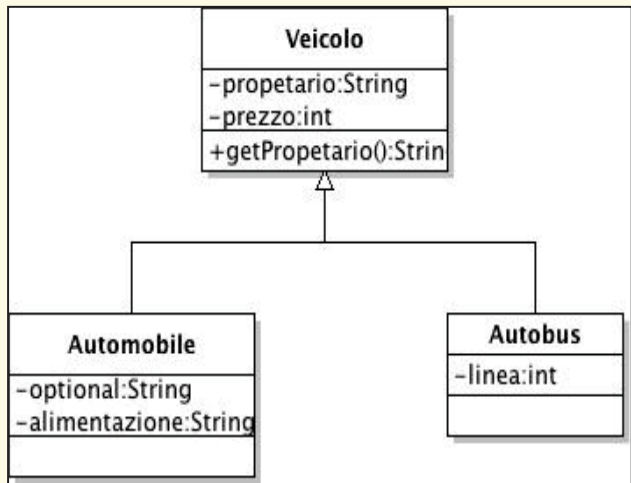 Veicolo
-propetario:String
-prezzo:int
+getPropetario():Strin
Automobile
-optional:String
-alimentazione:String
Autobus
-linea:int